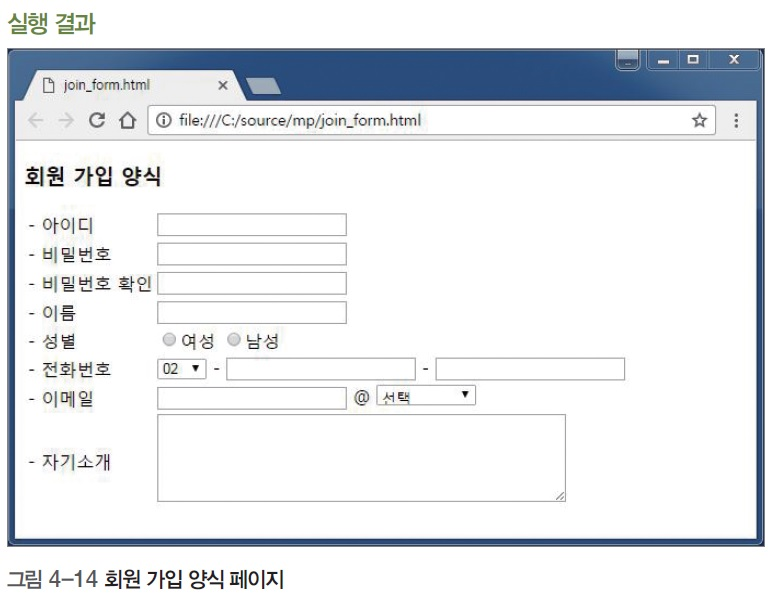 실행 결과
join_form.html
file:///C:/source/mp/join_form.html
회원 가입 양식
- 아이디
- 비밀번호
- 비밀번호 확인
- 이름
- 성별 여성 남성
- 전화번호 02 - -
- 이메일 @ 선택
- 자기소개
그림 4-14 회원 가입 양식 페이지